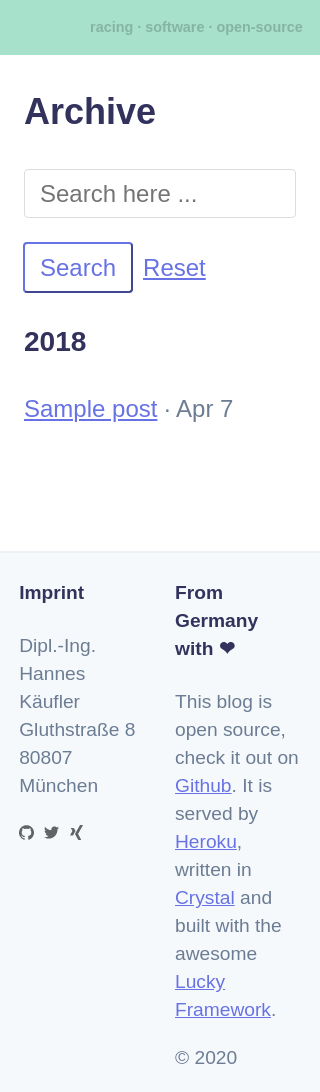 racing · software · open-source
Archive
Search here ...
Search Reset
2018
Sample post · Apr 7
Imprint
Dipl.-Ing.
Hannes
Käufler
Gluthstraße 8
80807
München
From
Germany
with ❤
This blog is
open source,
check it out on
Github. It is
served by
Heroku,
written in
Crystal and
built with the
awesome
Lucky
Framework.
© 2020